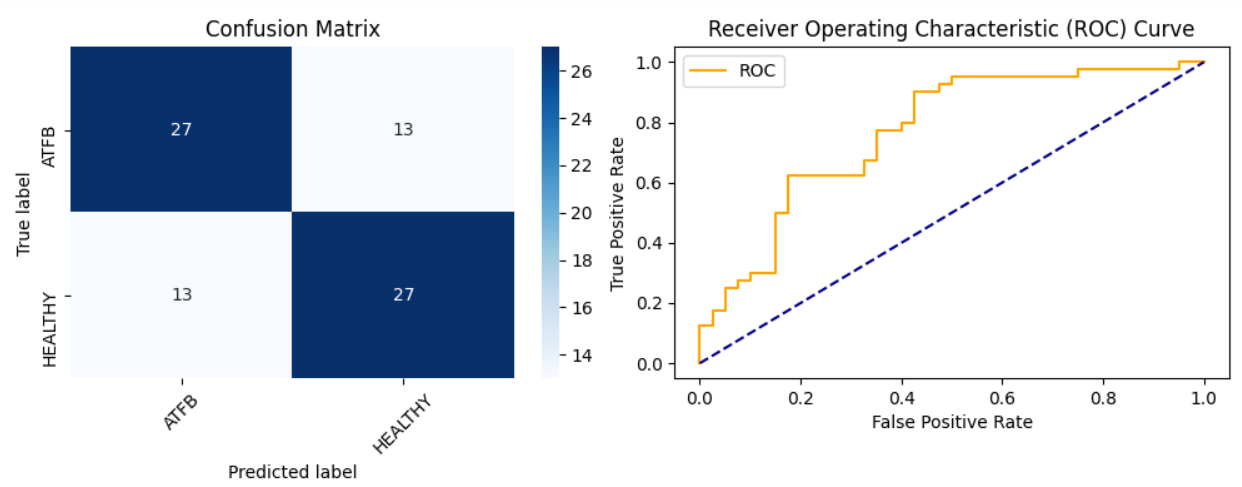 Confusion Matrix
ATFB
HEALTHY
True label
27 13
13 27
ATFB
HEALTHY
Predicted label
26
24
22
20
18
16
14
Receiver Operating Characteristic (ROC) Curve
ROC
1.0
0.8
0.6
0.4
0.2
0.0
True Positive Rate
0.0 0.2 0.4 0.6 0.8 1.0
False Positive Rate